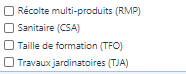 Récolte multi-produits (RMP)
Sanitaire (CSA)
Taille de formation (TFO)
Travaux jardinatoires (TJA)